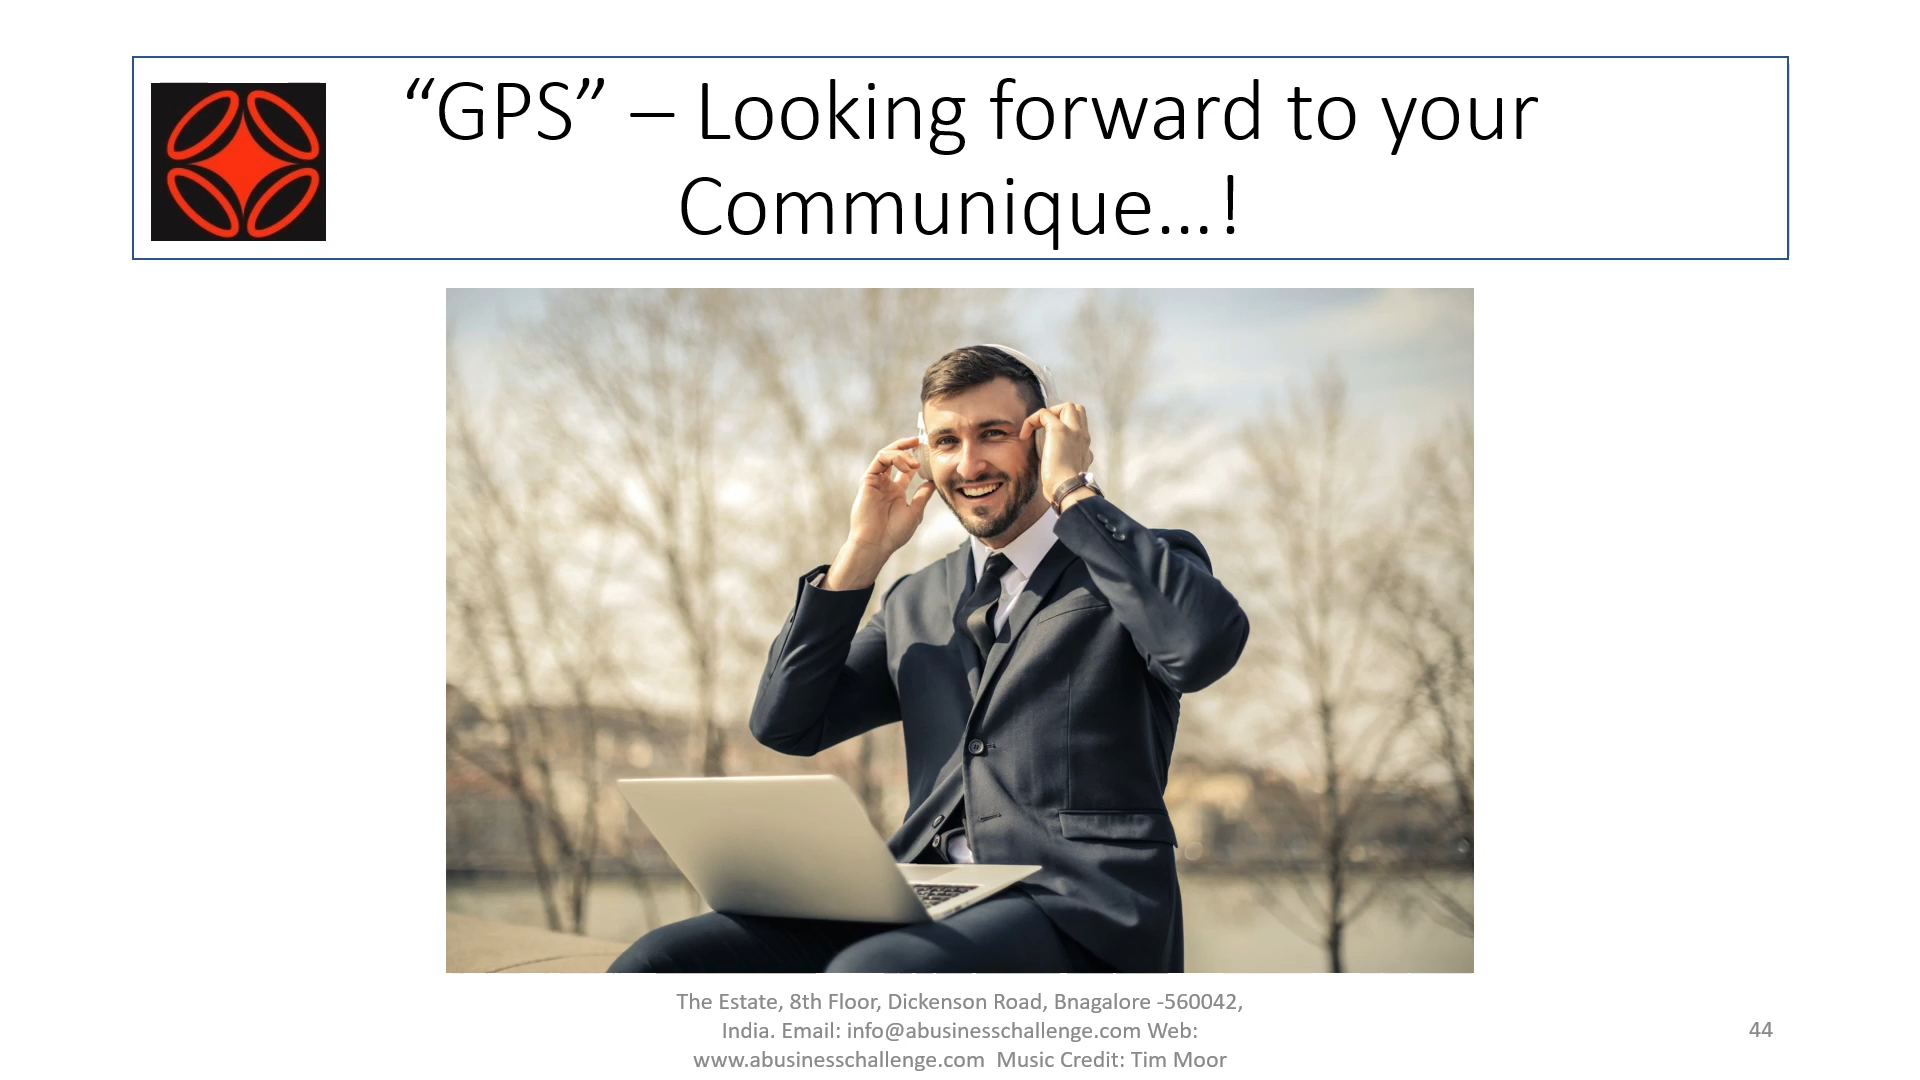 “GPS” – Looking forward to your
Communique…!
The Estate, 8th Floor, Dickenson Road, Bnagalore -560042,
India. Email: info@abusinesschallenge.com Web:
www.abusinesschallenge.com  Music Credit: Tim Moor
44